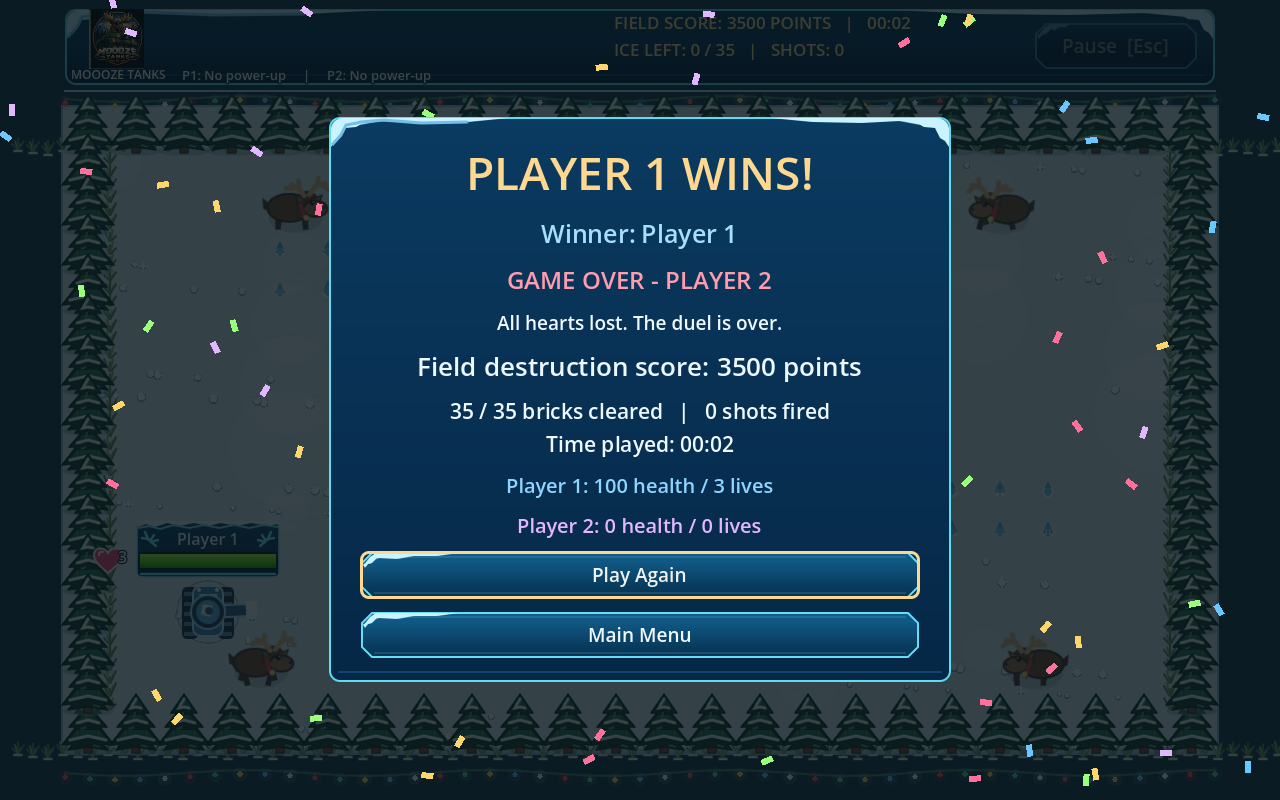 FIELD SCORE: 3500 POINTS | 00:02
ICE LEFT: 0 / 35 | SHOTS: 0
Pause [Esc]
MOOOZE TANKS
MOOOZE TANKS P1: No power-up | P2: No power-up
PLAYER 1 WINS!
Winner: Player 1
GAME OVER - PLAYER 2
All hearts lost. The duel is over.
Field destruction score: 3500 points
35 / 35 bricks cleared | 0 shots fired
Time played: 00:02
Player 1: 100 health / 3 lives
Player 2: 0 health / 0 lives
Player 1
3
Play Again
Main Menu